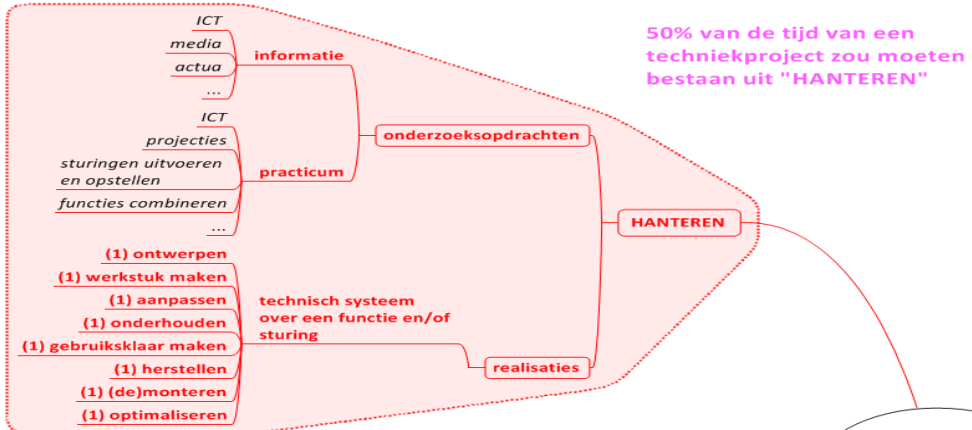 50% van de tijd van een
techniekproject zou moeten
bestaan uit "HANTEREN"
ICT
media
actua
...
informatie
ICT
projecties
sturingen uitvoeren
en opstellen
functies combineren
...
practicum
onderzoeksopdrachten
HANTEREN
(1) ontwerpen
(1) werkstuk maken
(1) aanpassen
(1) onderhouden
(1) gebruiksklaar maken
(1) herstellen
(1) (de)monteren
(1) optimaliseren
technisch systeem
over een functie en/of
sturing
realisaties